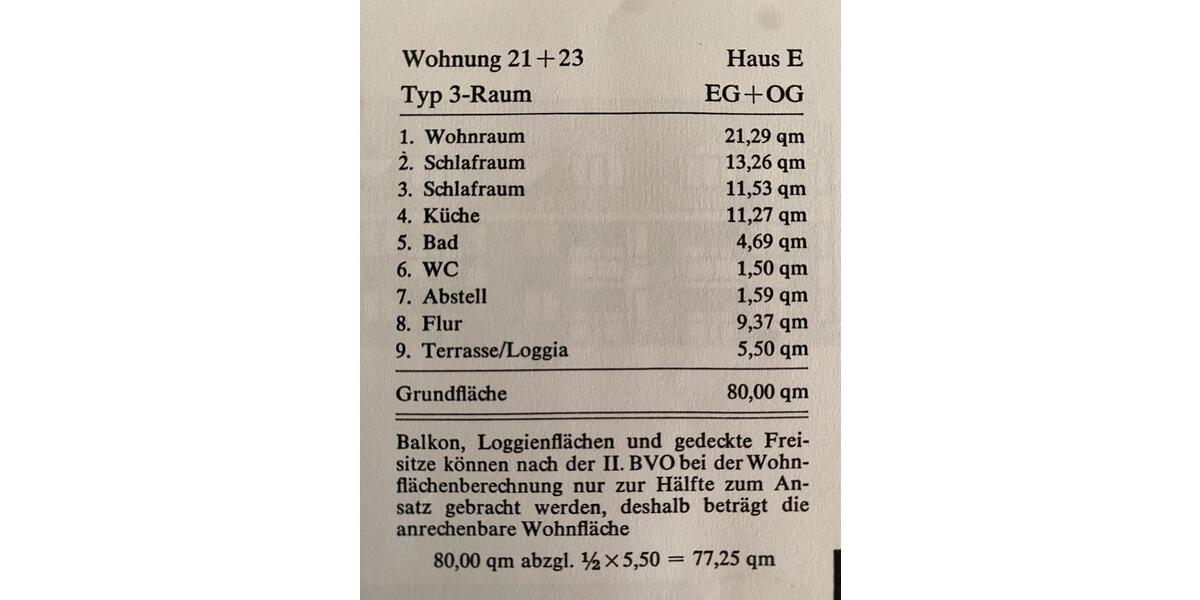 Wohnung 21+23 Haus E
Typ 3-Raum EG+OG
1. Wohnraum 21,29 qm
2. Schlafraum 13,26 qm
3. Schlafraum 11,53 qm
4. Küche 11,27 qm
5. Bad 4,69 qm
6. WC 1,50 qm
7. Abstell 1,59 qm
8. Flur 9,37 qm
9. Terrasse/Loggia 5,50 qm
Grundfläche 80,00 qm
Balkon, Loggienflächen und gedeckte Frei-
sitze können nach der II. BVO bei der Wohn-
flächenberechnung nur zur Hälfte zum An-
satz gebracht werden, deshalb beträgt die
anrechenbare Wohnfläche
80,00 qm abzgl. ½ × 5,50 = 77,25 qm